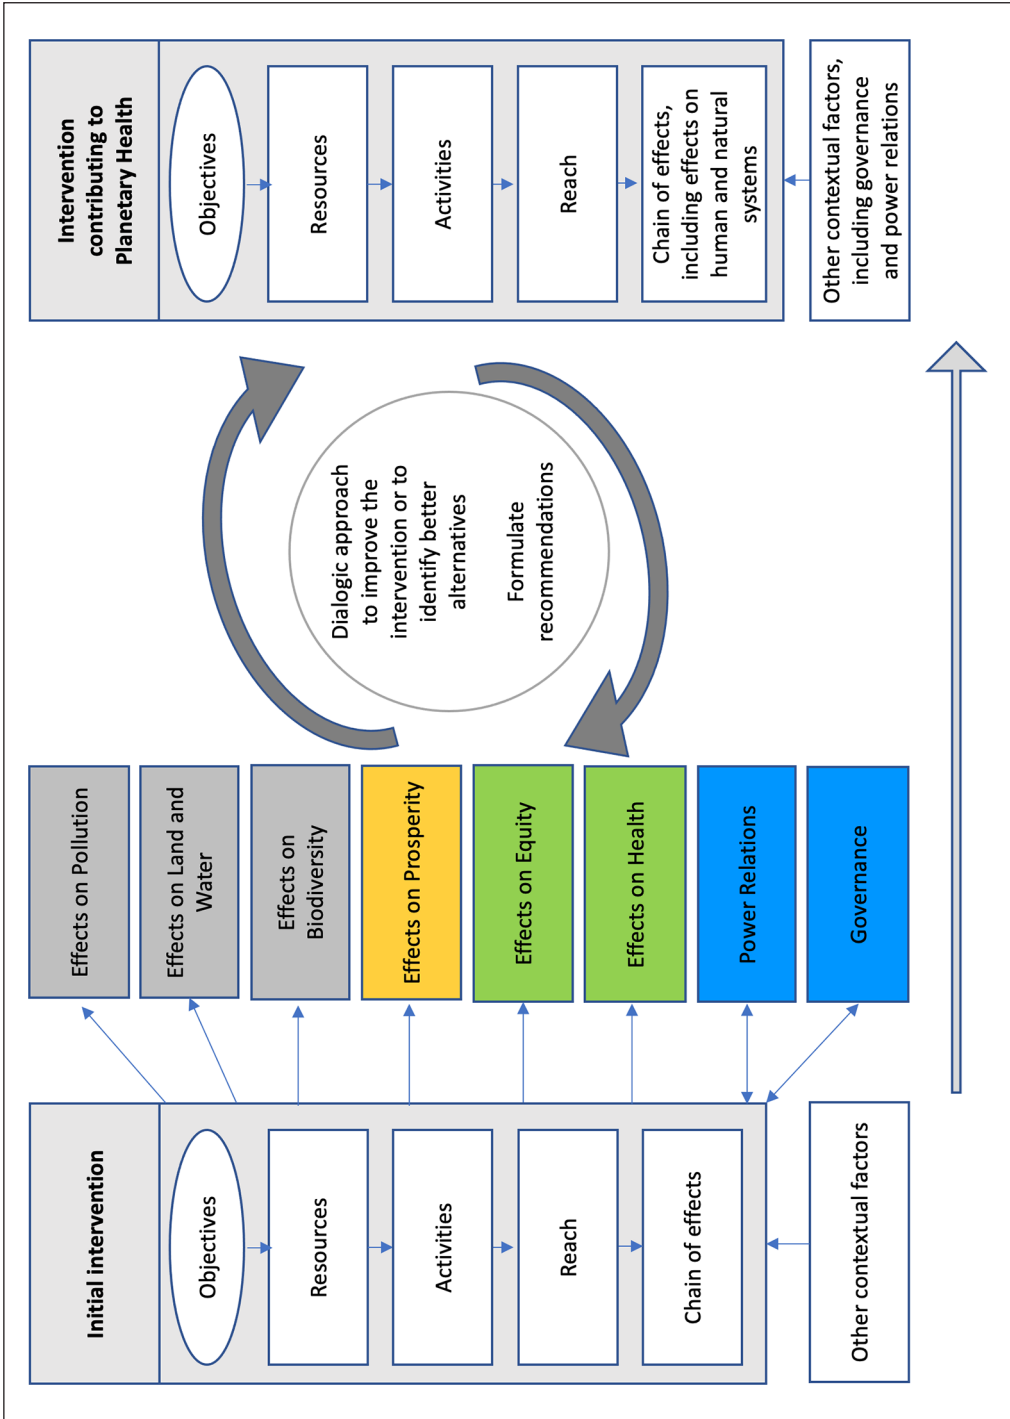 Initial intervention
Objectives
Resources
Activities
Reach
Chain of effects
Other contextual factors
Effects on Pollution
Effects on Land and
Water
Effects on
Biodiversity
Effects on Prosperity
Effects on Equity
Effects on Health
Power Relations
Governance
Dialogic approach
to improve the
intervention or to
identify better
alternatives
Formulate
recommendations
Intervention
contributing to
Planetary Health
Objectives
Resources
Activities
Reach
Chain of effects,
including effects on
human and natural
systems
Other contextual factors,
including governance
and power relations